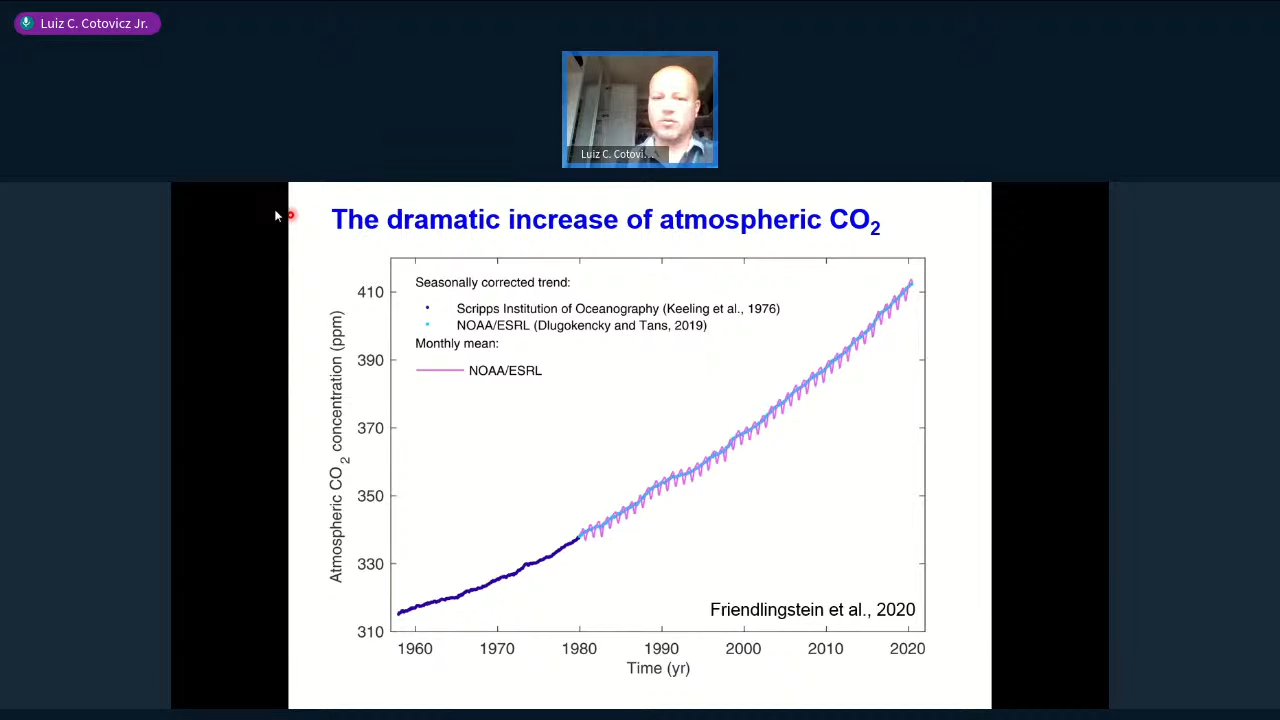 Luiz C. Cotovicz Jr.
Luiz C. Cotovi...
The dramatic increase of atmospheric CO2
Seasonally corrected trend:
Scripps Institution of Oceanography (Keeling et al., 1976)
NOAA/ESRL (Dlugokencky and Tans, 2019)
Monthly mean:
NOAA/ESRL
Atmospheric CO2 concentration (ppm)
410
390
370
350
330
310
Friendlingstein et al., 2020
1960 1970 1980 1990 2000 2010 2020
Time (yr)